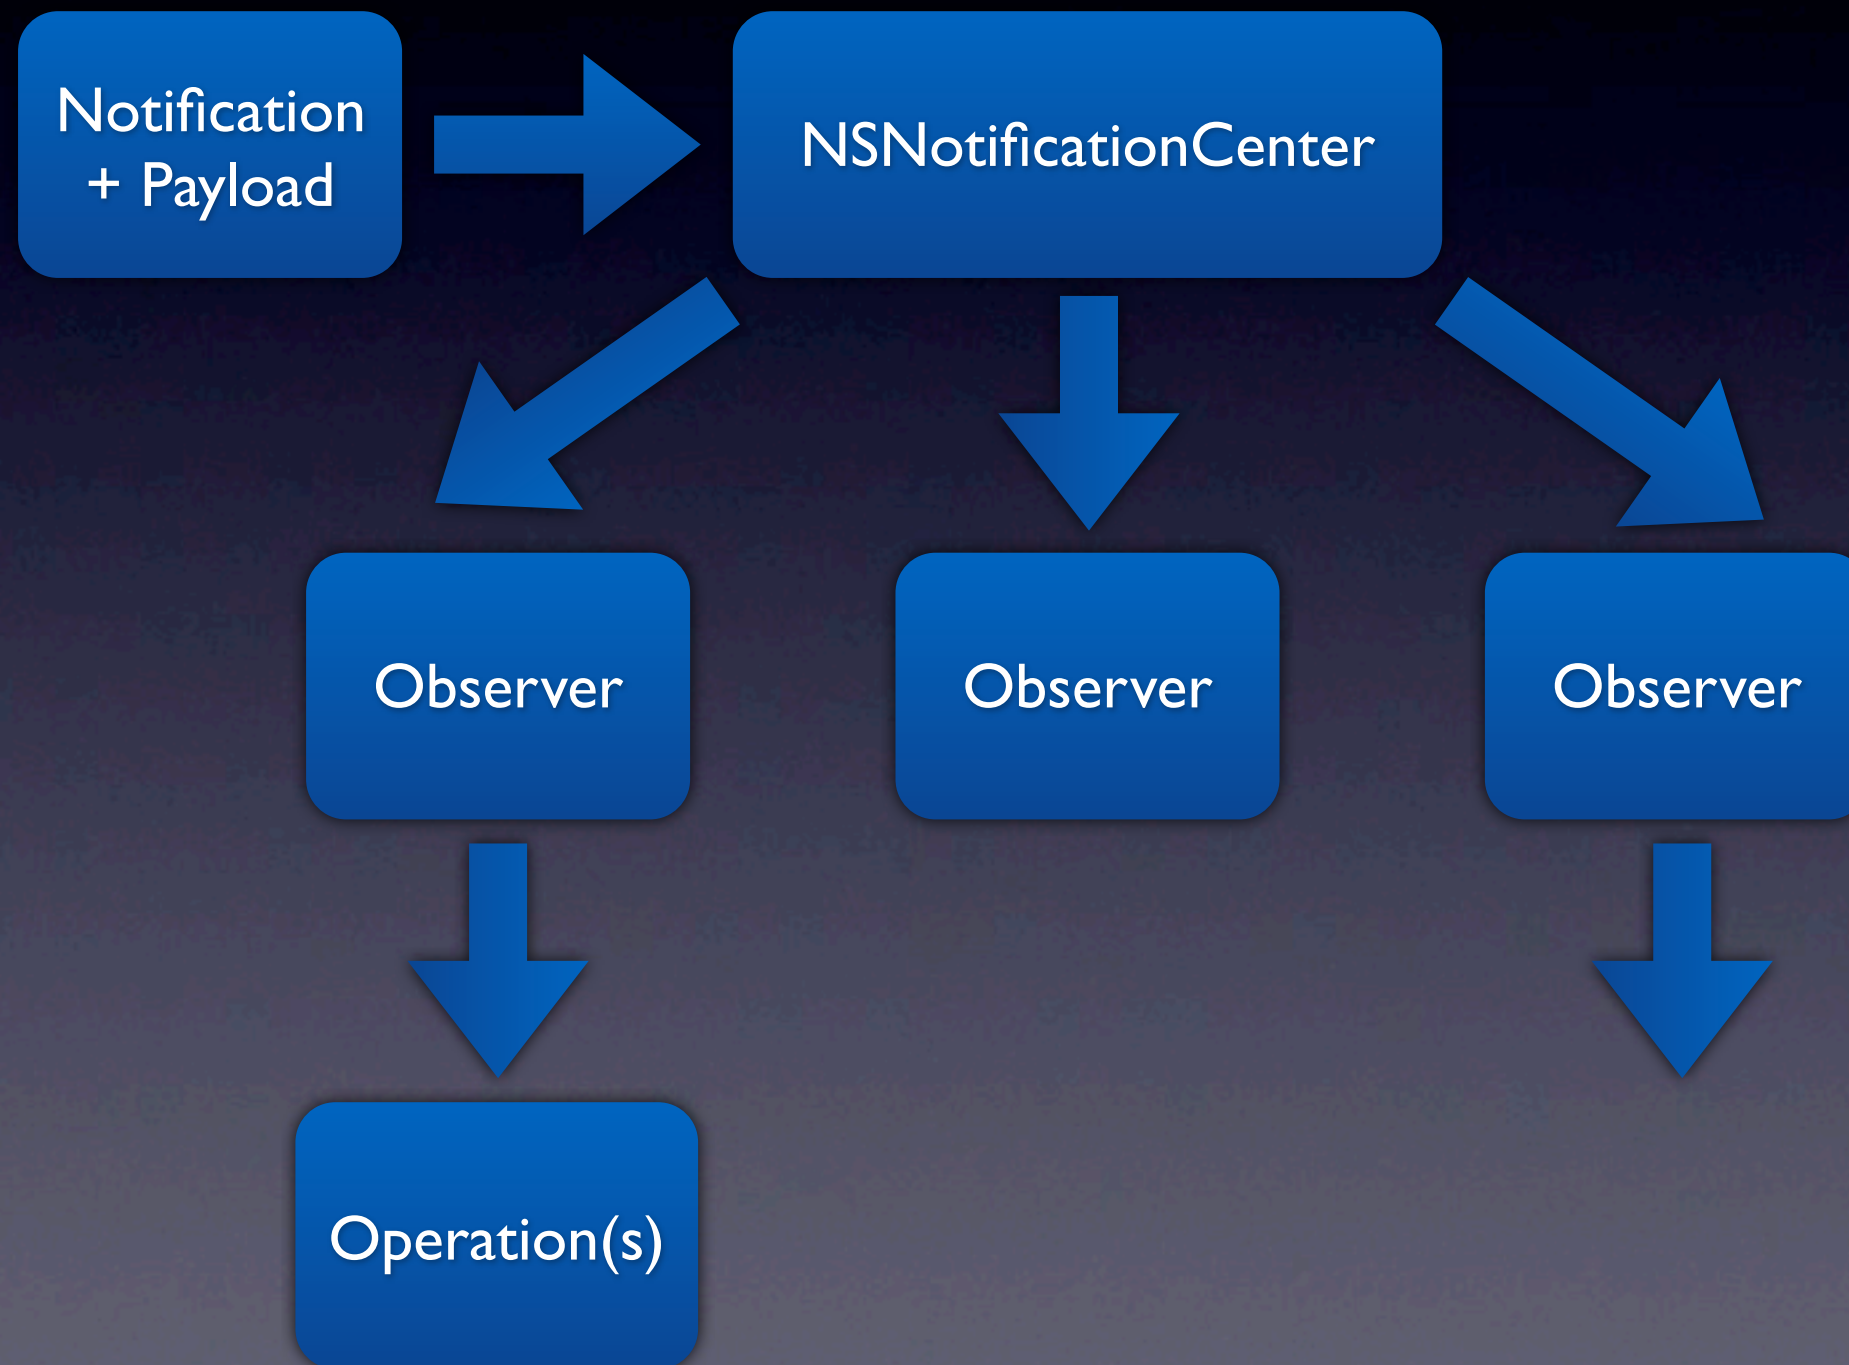 Notification
+ Payload
NSNotificationCenter
Observer
Observer
Observer
Operation(s)